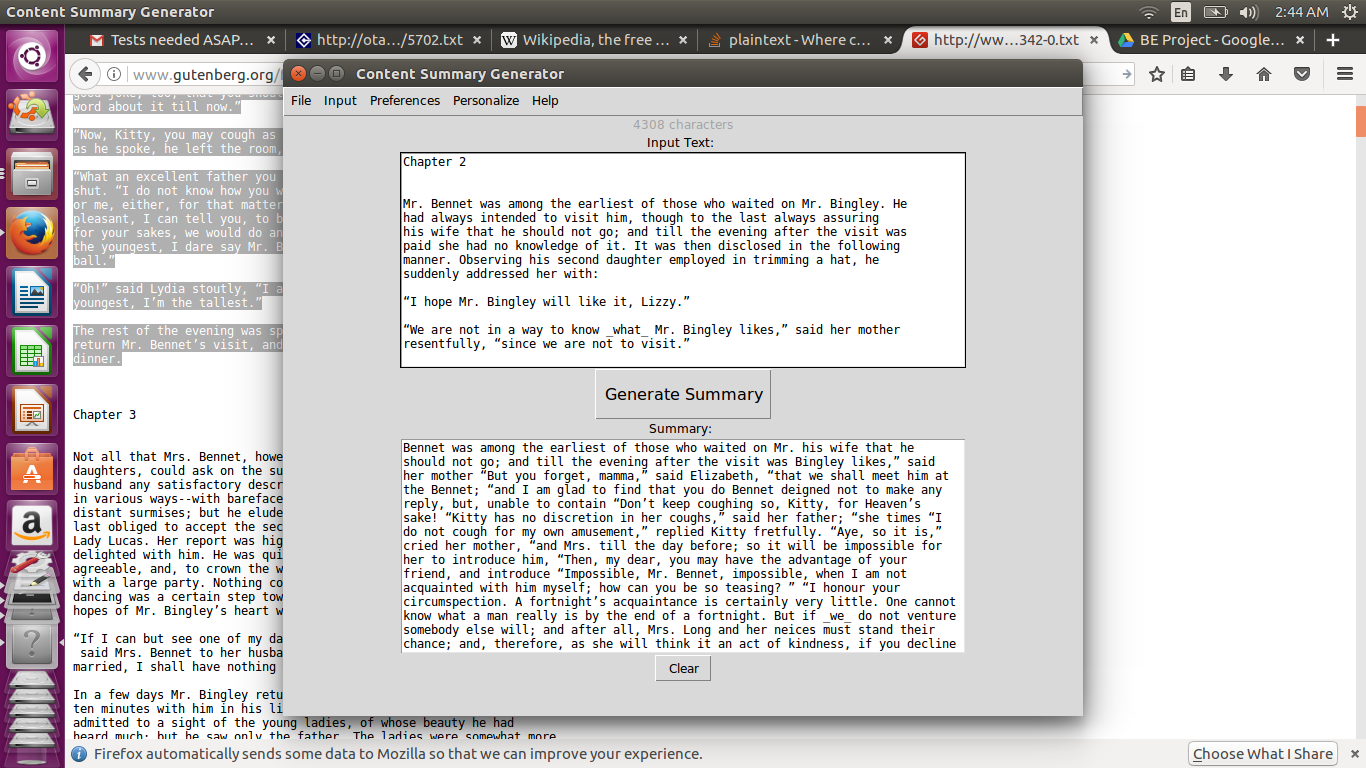 Content Summary Generator
En
2:44 AM
Tests needed ASAP...
http://ota.../5702.txt
Wikipedia, the free ...
plaintext - Where c...
http://ww...342-0.txt
BE Project - Google...
www.gutenberg.org/
word about it till now.”
“Now, Kitty, you may cough as
as he spoke, he left the room,
“What an excellent father you
shut. “I do not know how you w
or me, either, for that matter
pleasant, I can tell you, to b
for your sakes, we would do an
the youngest, I dare say Mr. B
ball.”
“Oh!” said Lydia stoutly, “I a
youngest, I’m the tallest.”
The rest of the evening was sp
return Mr. Bennet’s visit, and
dinner.
Chapter 3
Not all that Mrs. Bennet, howe
daughters, could ask on the su
husband any satisfactory descr
in various ways--with bareface
distant surmises; but he elude
last obliged to accept the sec
Lady Lucas. Her report was hig
delighted with him. He was qui
agreeable, and, to crown the w
with a large party. Nothing co
dancing was a certain step tow
hopes of Mr. Bingley’s heart w
“If I can but see one of my da
said Mrs. Bennet to her husba
married, I shall have nothing
In a few days Mr. Bingley retu
ten minutes with him in his li
admitted to a sight of the young ladies, of whose beauty he had
heard much; but he saw only the father. The ladies were somewhat more
Content Summary Generator
File Input Preferences Personalize Help
4308 characters
Input Text:
Chapter 2
Mr. Bennet was among the earliest of those who waited on Mr. Bingley. He
had always intended to visit him, though to the last always assuring
his wife that he should not go; and till the evening after the visit was
paid she had no knowledge of it. It was then disclosed in the following
manner. Observing his second daughter employed in trimming a hat, he
suddenly addressed her with:
“I hope Mr. Bingley will like it, Lizzy.”
“We are not in a way to know _what_ Mr. Bingley likes,” said her mother
resentfully, “since we are not to visit.”
Generate Summary
Summary:
Bennet was among the earliest of those who waited on Mr. his wife that he
should not go; and till the evening after the visit was Bingley likes,” said
her mother “But you forget, mamma,” said Elizabeth, “that we shall meet him at
the Bennet; “and I am glad to find that you do Bennet deigned not to make any
reply, but, unable to contain “Don’t keep coughing so, Kitty, for Heaven’s
sake! “Kitty has no discretion in her coughs,” said her father; “she times “I
do not cough for my own amusement,” replied Kitty fretfully. “Aye, so it is,”
cried her mother, “and Mrs. till the day before; so it will be impossible for
her to introduce him, “Then, my dear, you may have the advantage of your
friend, and introduce “Impossible, Mr. Bennet, impossible, when I am not
acquainted with him myself; how can you be so teasing? ” “I honour your
circumspection. A fortnight’s acquaintance is certainly very little. One cannot
know what a man really is by the end of a fortnight. But if _we_ do not venture
somebody else will; and after all, Mrs. Long and her neices must stand their
chance; and, therefore, as she will think it an act of kindness, if you decline
Clear
Firefox automatically sends some data to Mozilla so that we can improve your experience.
Choose What I Share